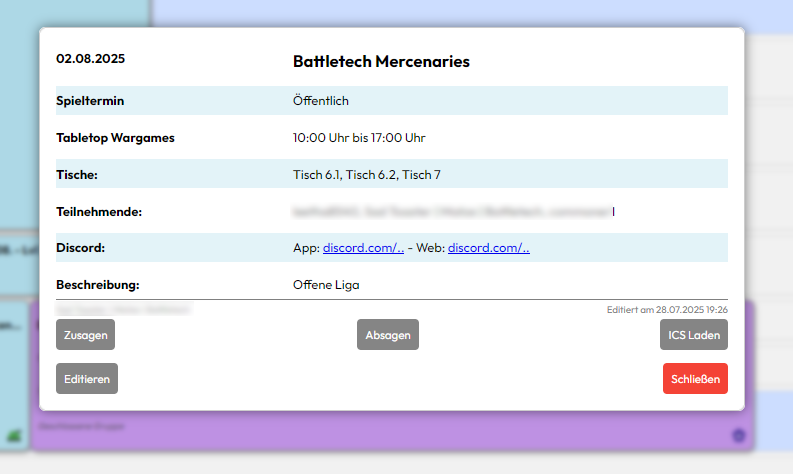 02.08.2025 Battletech Mercenaries
Spieltermin Öffentlich
Tabletop Wargames 10:00 Uhr bis 17:00 Uhr
Tische: Tisch 6.1, Tisch 6.2, Tisch 7
Teilnehmende:
Discord: App: discord.com/.. - Web: discord.com/..
Beschreibung: Offene Liga
Editiert am 28.07.2025 19:26
Zusagen Absagen ICS Laden
Editieren Schließen